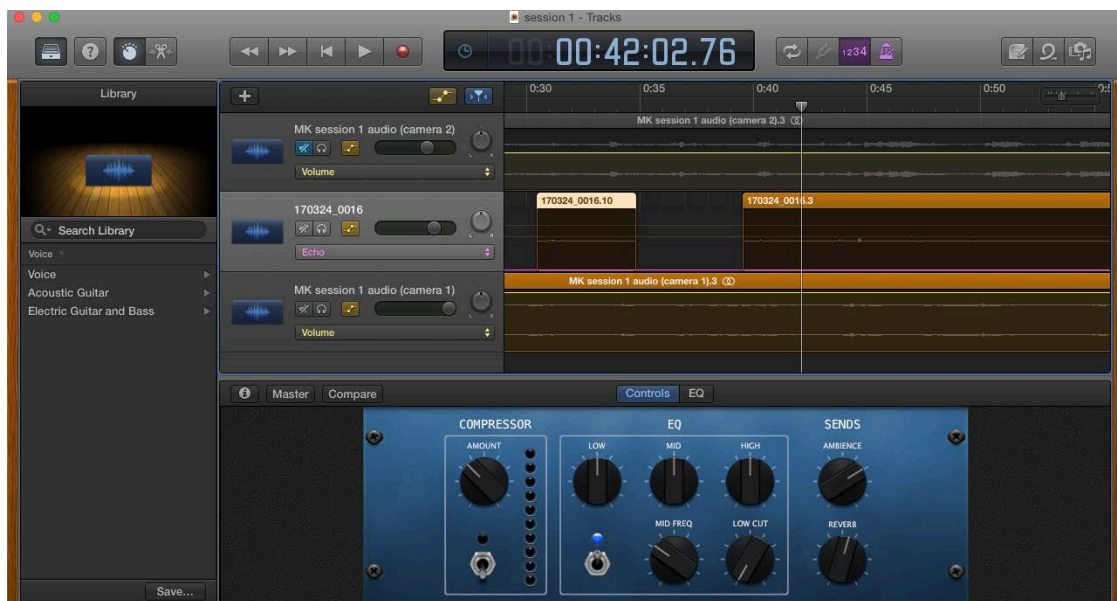 session 1 - Tracks
1234
00:42:02.76
Library
Search Library
Voice
Voice
Acoustic Guitar
Electric Guitar and Bass
Save...
0:30 0:35 0:40 0:45 0:50
MK session 1 audio (camera 2)
Volume
MK session 1 audio (camera 2).3
170324_0016
Echo
170324_0016.10
170324_0016.3
MK session 1 audio (camera 1)
Volume
MK session 1 audio (camera 1).3
Master Compare
Controls EQ
COMPRESSOR EQ SENDS
AMOUNT LOW MID HIGH AMBIENCE
MID FREQ LOW CUT REVERB